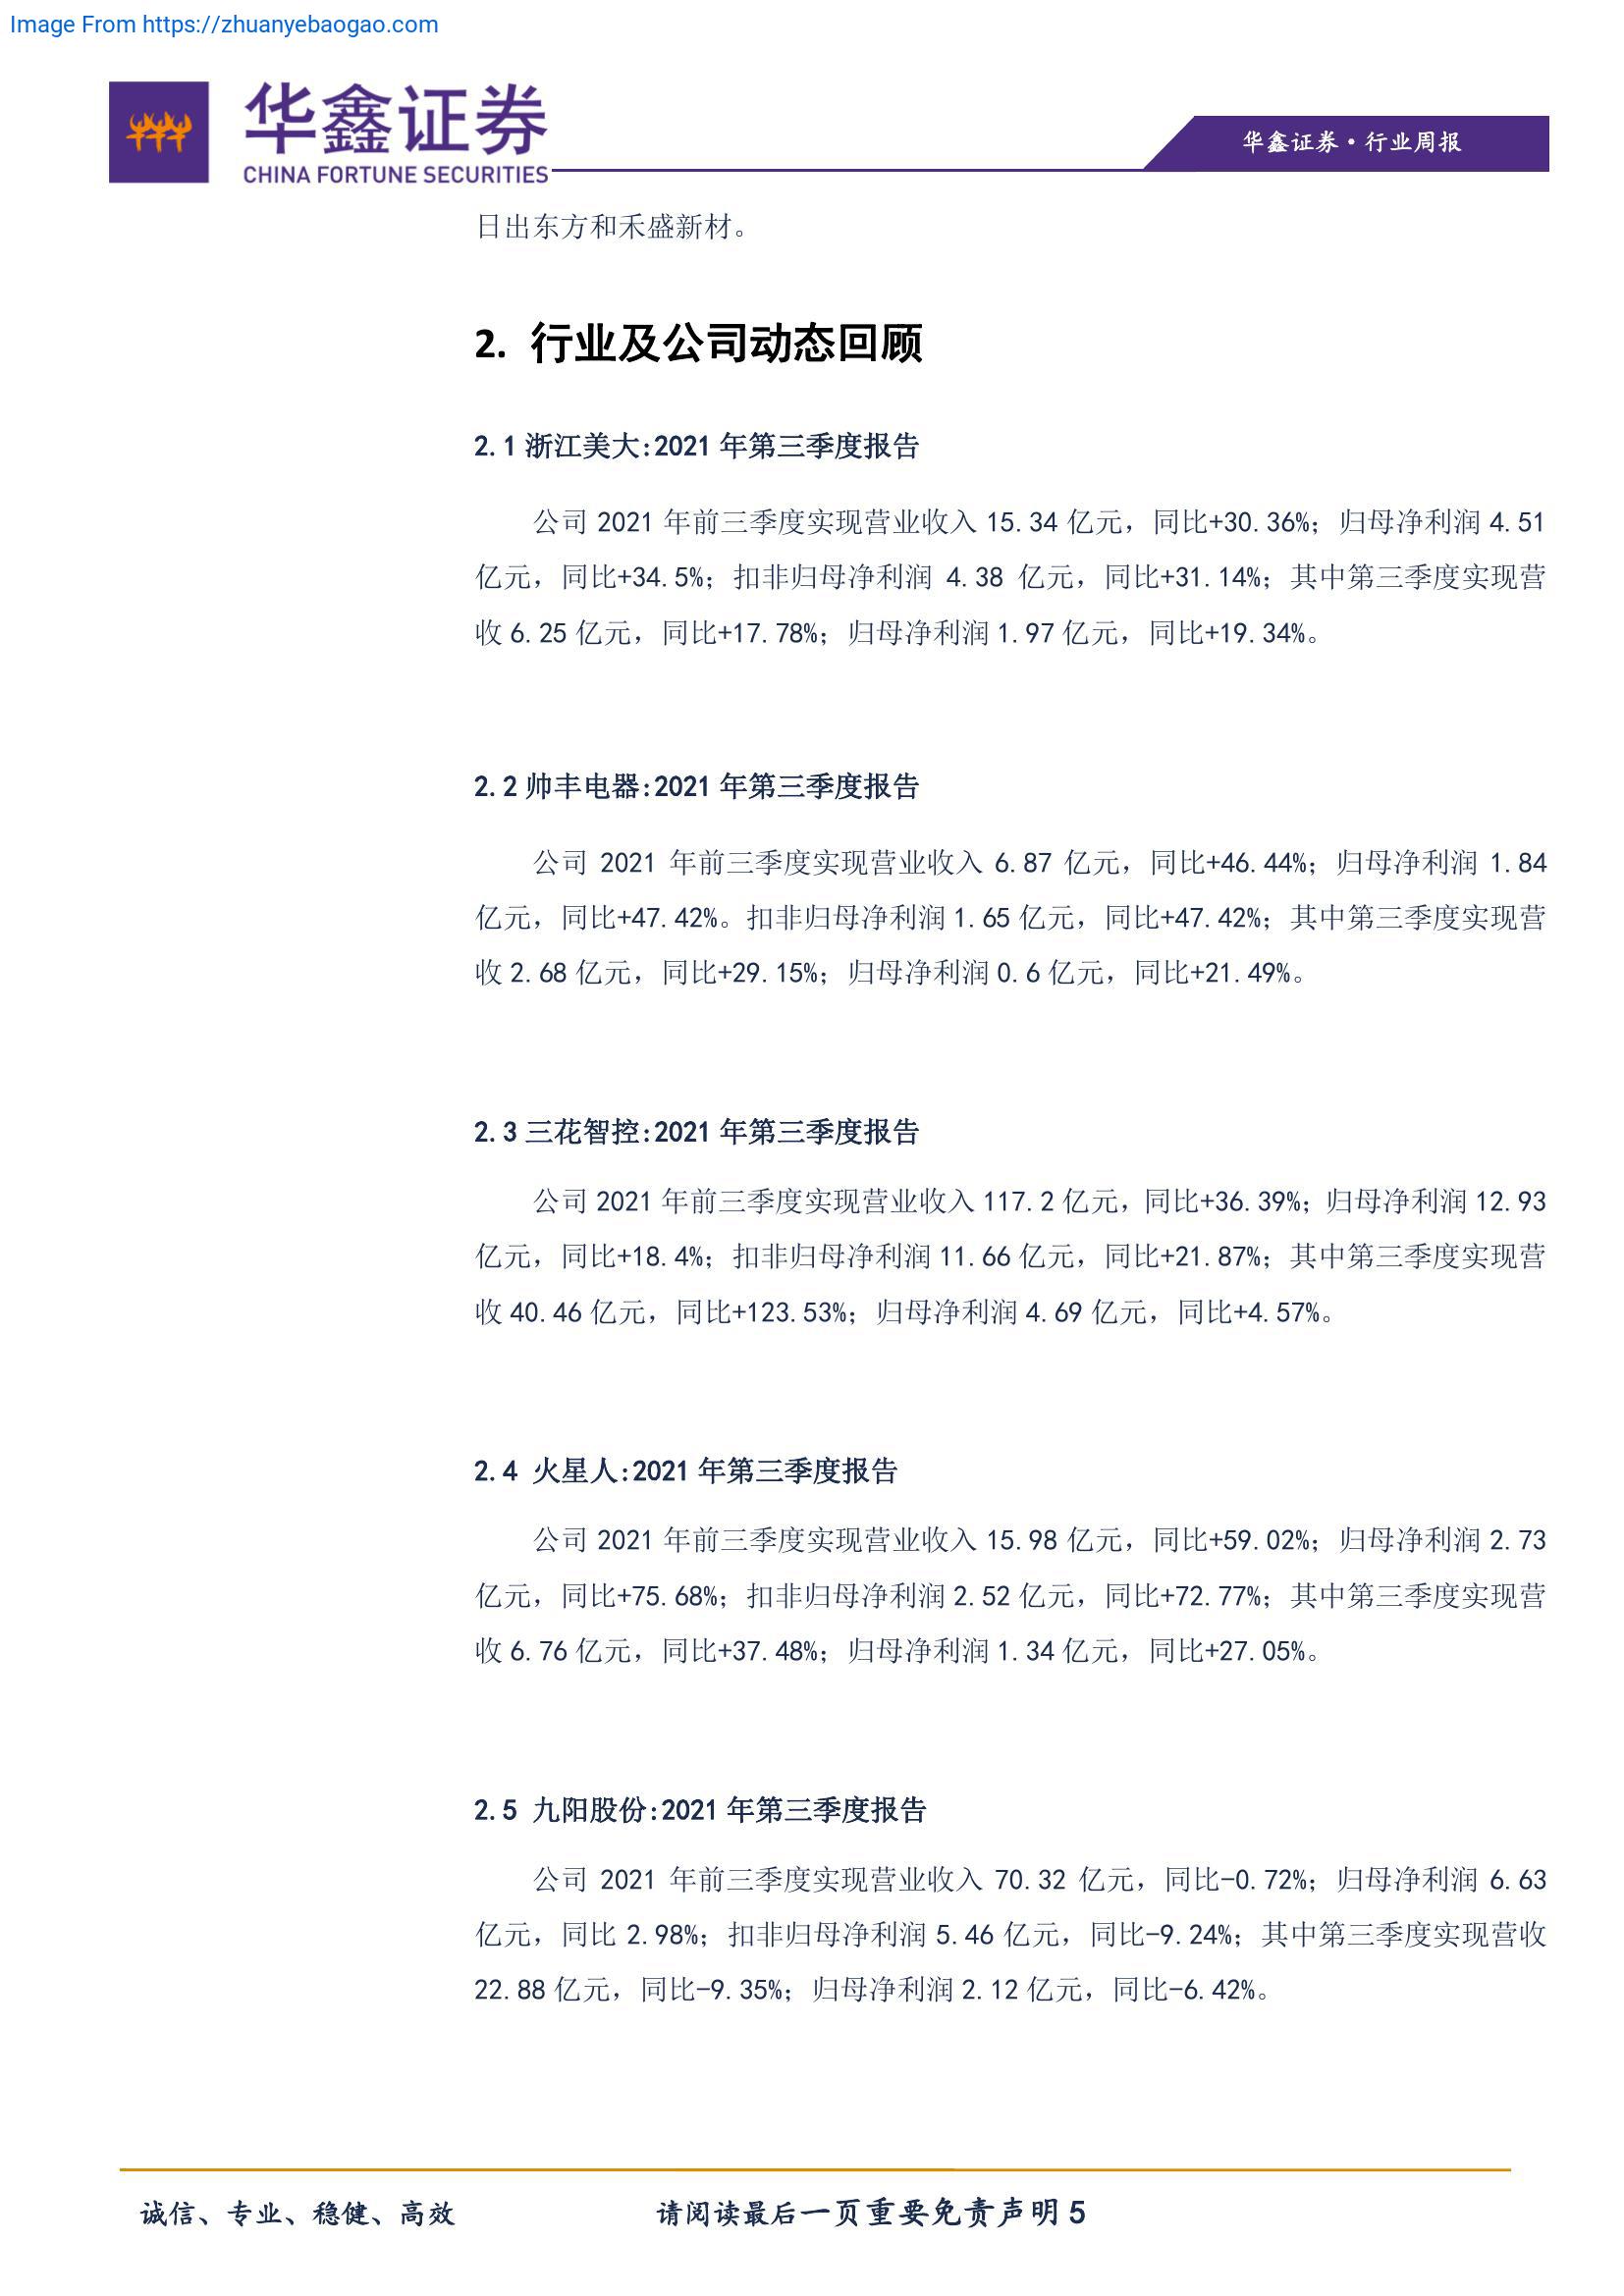 Image From https://zhuanyebaogao.com
华鑫证券
CHINA FORTUNE SECURITIES
华鑫证券·行业周报
日出东方和禾盛新材。
2. 行业及公司动态回顾
2.1 浙江美大:2021 年第三季度报告
公司 2021 年前三季度实现营业收入 15.34 亿元，同比+30.36%；归母净利润 4.51
亿元，同比+34.5%；扣非归母净利润 4.38 亿元，同比+31.14%；其中第三季度实现营
收 6.25 亿元，同比+17.78%；归母净利润 1.97 亿元，同比+19.34%。
2.2 帅丰电器:2021 年第三季度报告
公司 2021 年前三季度实现营业收入 6.87 亿元，同比+46.44%；归母净利润 1.84
亿元，同比+47.42%。扣非归母净利润 1.65 亿元，同比+47.42%；其中第三季度实现营
收 2.68 亿元，同比+29.15%；归母净利润 0.6 亿元，同比+21.49%。
2.3 三花智控:2021 年第三季度报告
公司 2021 年前三季度实现营业收入 117.2 亿元，同比+36.39%；归母净利润 12.93
亿元，同比+18.4%；扣非归母净利润 11.66 亿元，同比+21.87%；其中第三季度实现营
收 40.46 亿元，同比+123.53%；归母净利润 4.69 亿元，同比+4.57%。
2.4 火星人:2021 年第三季度报告
公司 2021 年前三季度实现营业收入 15.98 亿元，同比+59.02%；归母净利润 2.73
亿元，同比+75.68%；扣非归母净利润 2.52 亿元，同比+72.77%；其中第三季度实现营
收 6.76 亿元，同比+37.48%；归母净利润 1.34 亿元，同比+27.05%。
2.5 九阳股份:2021 年第三季度报告
公司 2021 年前三季度实现营业收入 70.32 亿元，同比-0.72%；归母净利润 6.63
亿元，同比 2.98%；扣非归母净利润 5.46 亿元，同比-9.24%；其中第三季度实现营收
22.88 亿元，同比-9.35%；归母净利润 2.12 亿元，同比-6.42%。
诚信、专业、稳健、高效 请阅读最后一页重要免责声明 5